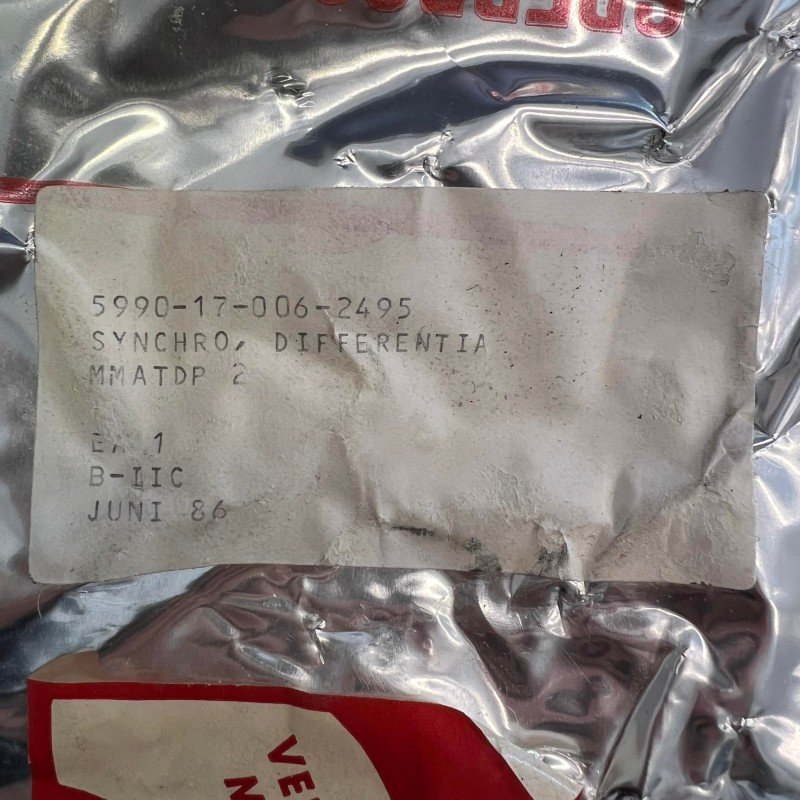 5990-17-006-2495
SYNCHRO, DIFFERENTIA
MMATDP 2
EA 1
B-IIC
JUNI 86